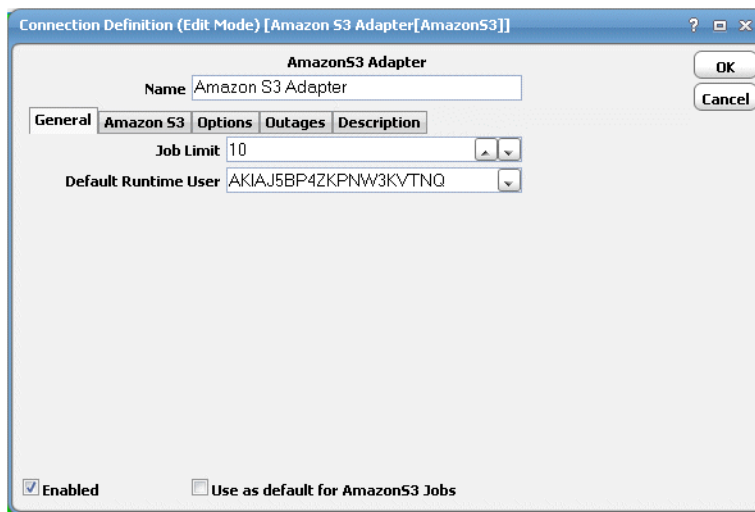 Connection Definition (Edit Mode) [Amazon S3 Adapter[AmazonS3]] ?
AmazonS3 Adapter
OK
Name Amazon S3 Adapter
Cancel
General Amazon S3 Options Outages Description
Job Limit 10
Default Runtime User AKIAJ5BP4ZKPNW3KVTNQ
Enabled Use as default for AmazonS3 Jobs